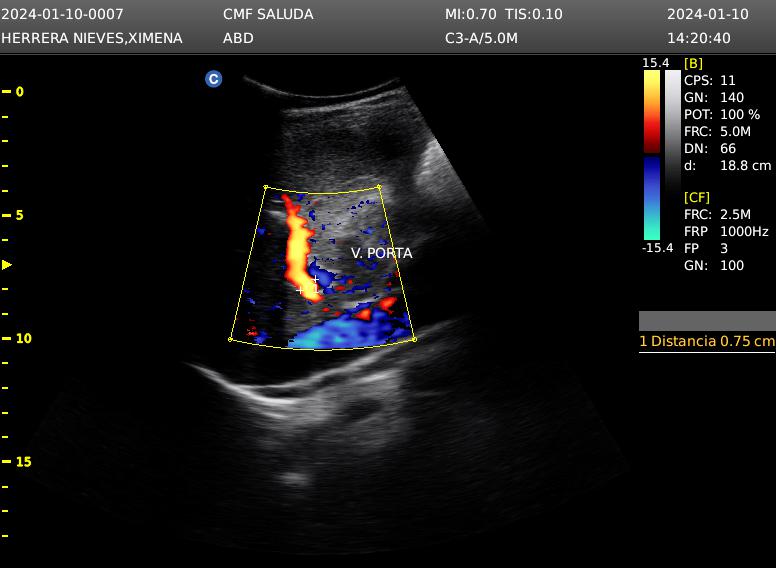 2024-01-10-0007 CMF SALUDA MI:0.70 TIS:0.10 2024-01-10
HERRERA NIEVES,XIMENA ABD C3-A/5.0M 14:20:40
C
15.4
-15.4
[B]
CPS: 11
GN: 140
POT: 100 %
FRC: 5.0M
DN: 66
d: 18.8 cm
[CF]
FRC: 2.5M
FRP 1000Hz
FP 3
GN: 100
0
5
10
15
V. PORTA
1
1 Distancia 0.75 cm